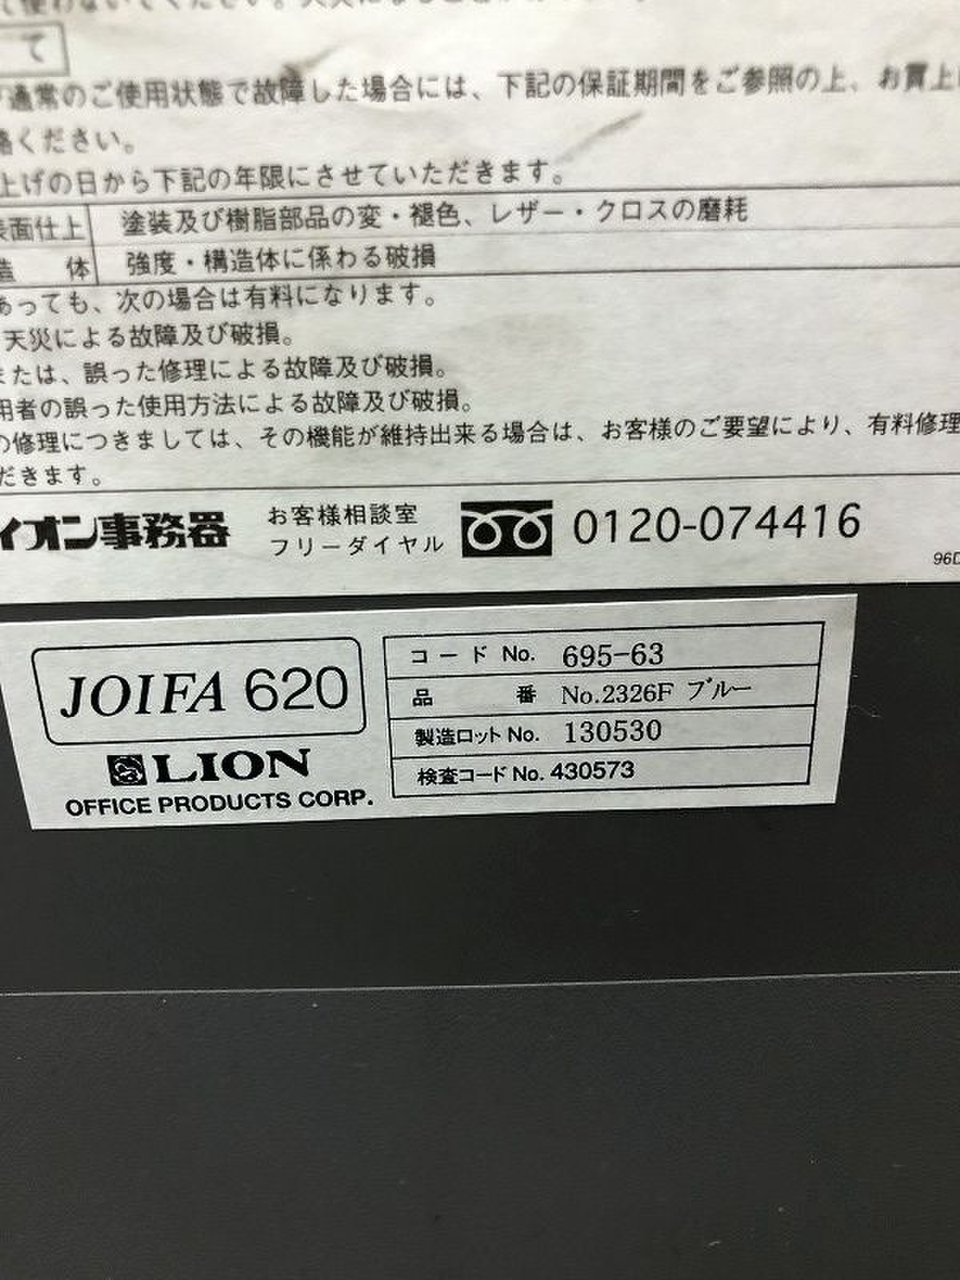 て使わないでください。
て
通常のご使用状態で故障した場合には、下記の保証期間をご参照の上、お買上げ
絡ください。
上げの日から下記の年限にさせていただきます。
表面仕上 塗装及び樹脂部品の変・褪色、レザー・クロスの磨耗
造 体 強度・構造体に係わる破損
あっても、次の場合は有料になります。
天災による故障及び破損。
または、誤った修理による故障及び破損。
用者の誤った使用方法による故障及び破損。
の修理につきましては、その機能が維持出来る場合は、お客様のご要望により、有料修理
だきます。
イオン事務器 お客様相談室
フリーダイヤル 0120-074416
96D
JOIFA 620
LION
OFFICE PRODUCTS CORP.
コード No. 695-63
品番 No.2326F ブルー
製造ロット No. 130530
検査コード No. 430573